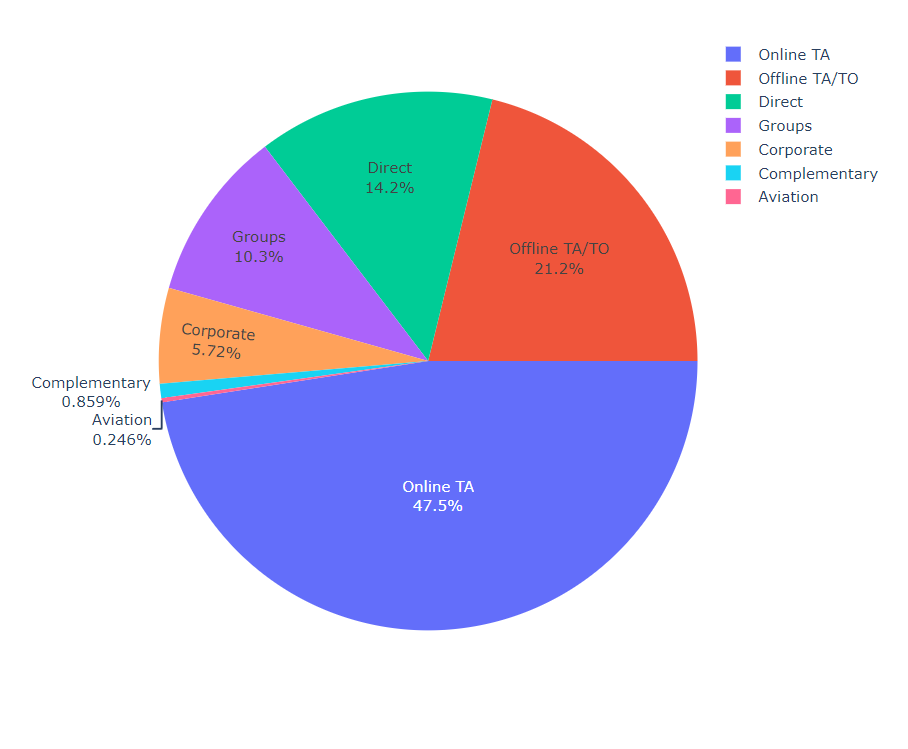 Online TA
Offline TA/TO
Direct
Groups
Corporate
Complementary
Aviation
Direct
14.2%
Offline TA/TO
21.2%
Groups
10.3%
Corporate
5.72%
Complementary
0.859%
Aviation
0.246%
Online TA
47.5%